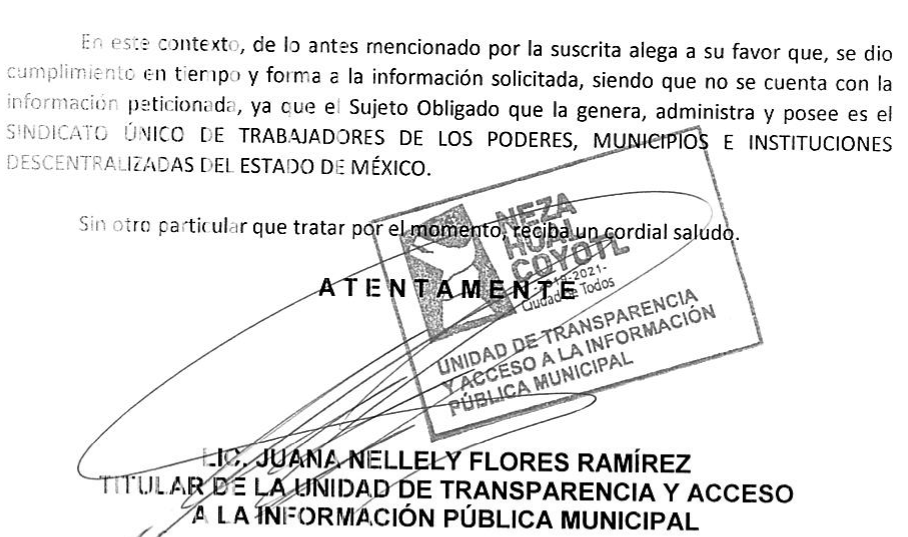 En este contexto, de lo antes mencionado por la suscrita alega a su favor que, se dio
cumplimiento en tiempo y forma a la información solicitada, siendo que no se cuenta con la
información peticionada, ya que el Sujeto Obligado que la genera, administra y posee es el
SINDICATO ÚNICO DE TRABAJADORES DE LOS PODERES, MUNICIPIOS E INSTITUCIONES
DESCENTRALIZADAS DEL ESTADO DE MÉXICO.
Sin otro particular que tratar por el momento, reciba un cordial saludo.
NEZA
HUAL
COYOTL
-2019-2021-
Ciudad de Todos
ATENTAMENTE
UNIDAD DE TRANSPARENCIA
Y ACCESO A LA INFORMACIÓN
PÚBLICA MUNICIPAL
LIC. JUANA NELLELY FLORES RAMÍREZ
TITULAR DE LA UNIDAD DE TRANSPARENCIA Y ACCESO
A LA INFORMACIÓN PÚBLICA MUNICIPAL